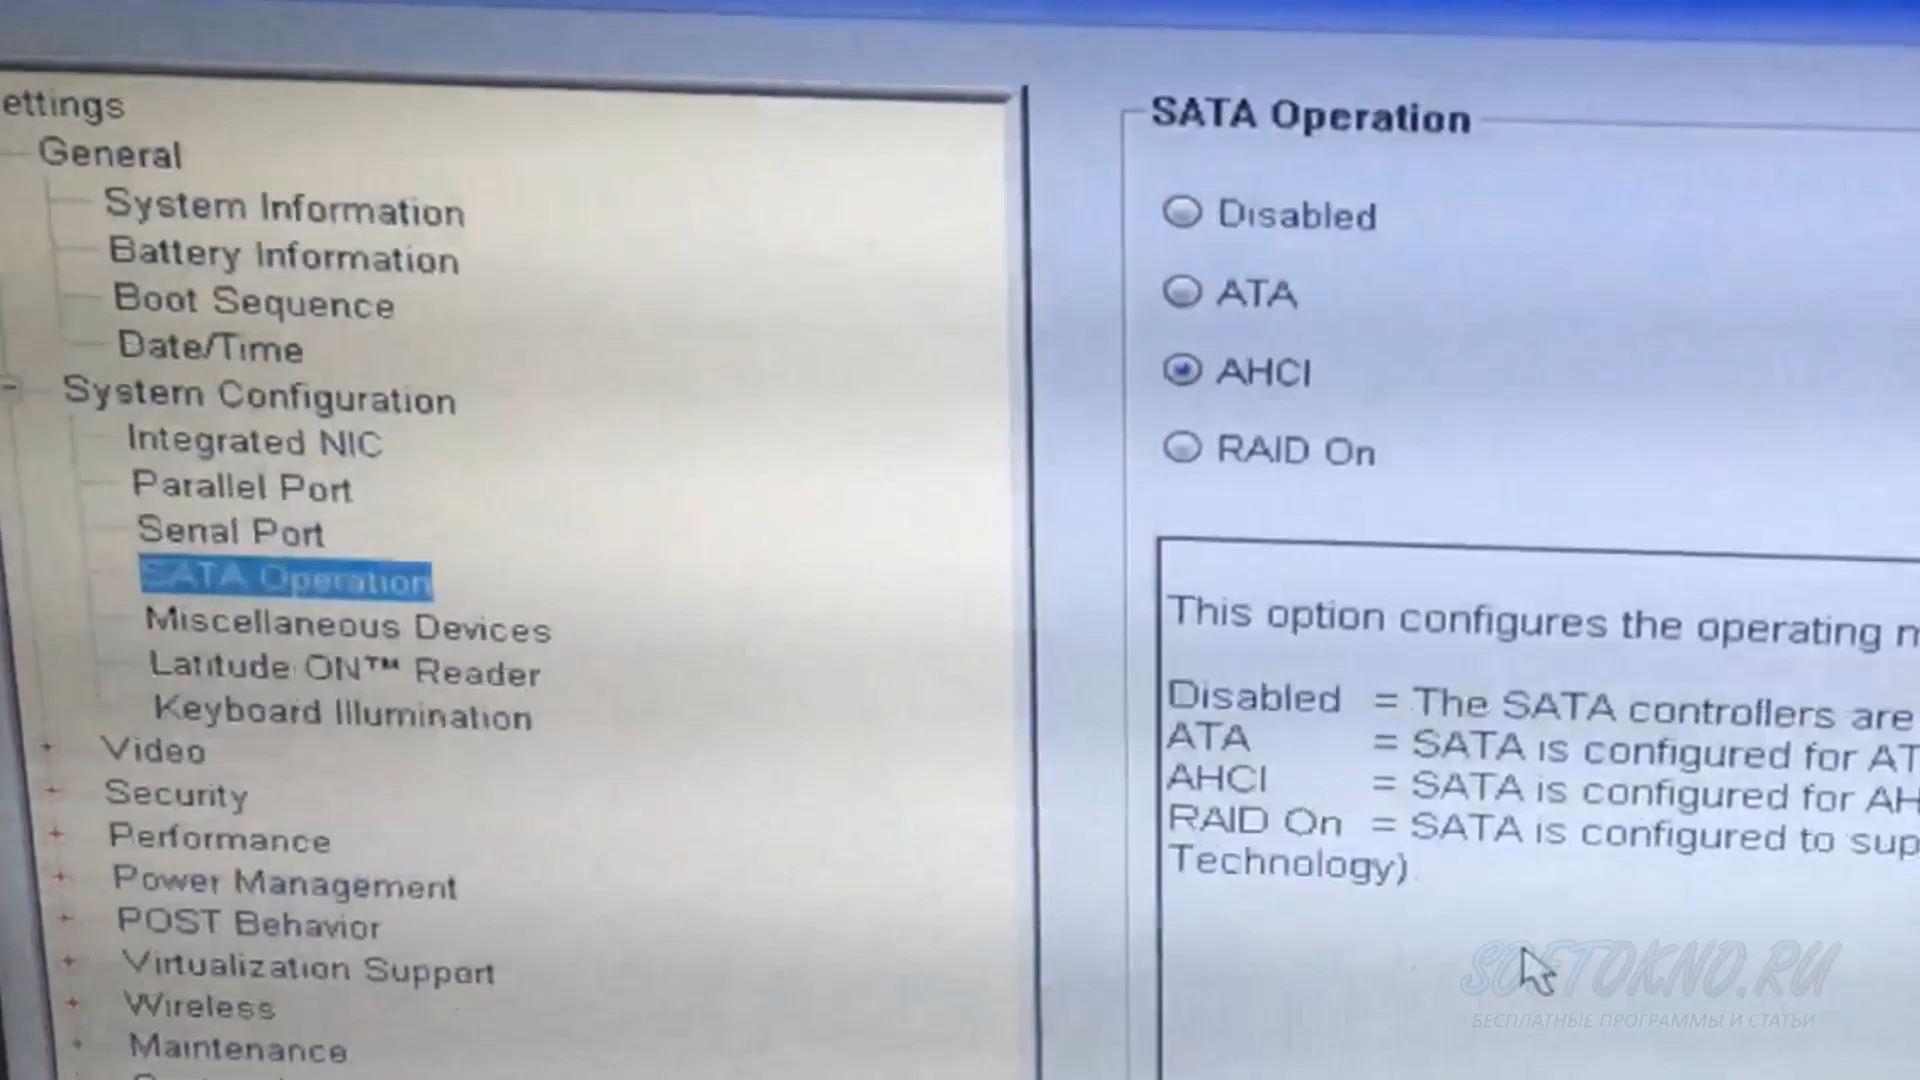 ettings
General
System Information
Battery Information
Boot Sequence
Date/Time
System Configuration
Integrated NIC
Parallel Port
Serial Port
SATA Operation
Miscellaneous Devices
Latitude ON™ Reader
Keyboard Illumination
Video
Security
Performance
Power Management
POST Behavior
Virtualization Support
Wireless
Maintenance
SATA Operation
Disabled
ATA
AHCI
RAID On
This option configures the operating
Disabled = The SATA controllers are
ATA = SATA is configured for AT
AHCI = SATA is configured for AH
RAID On = SATA is configured to sup
Technology).
SOFTOKNO.RU
БЕСПЛАТНЫЕ ПРОГРАММЫ И СТАТЬИ